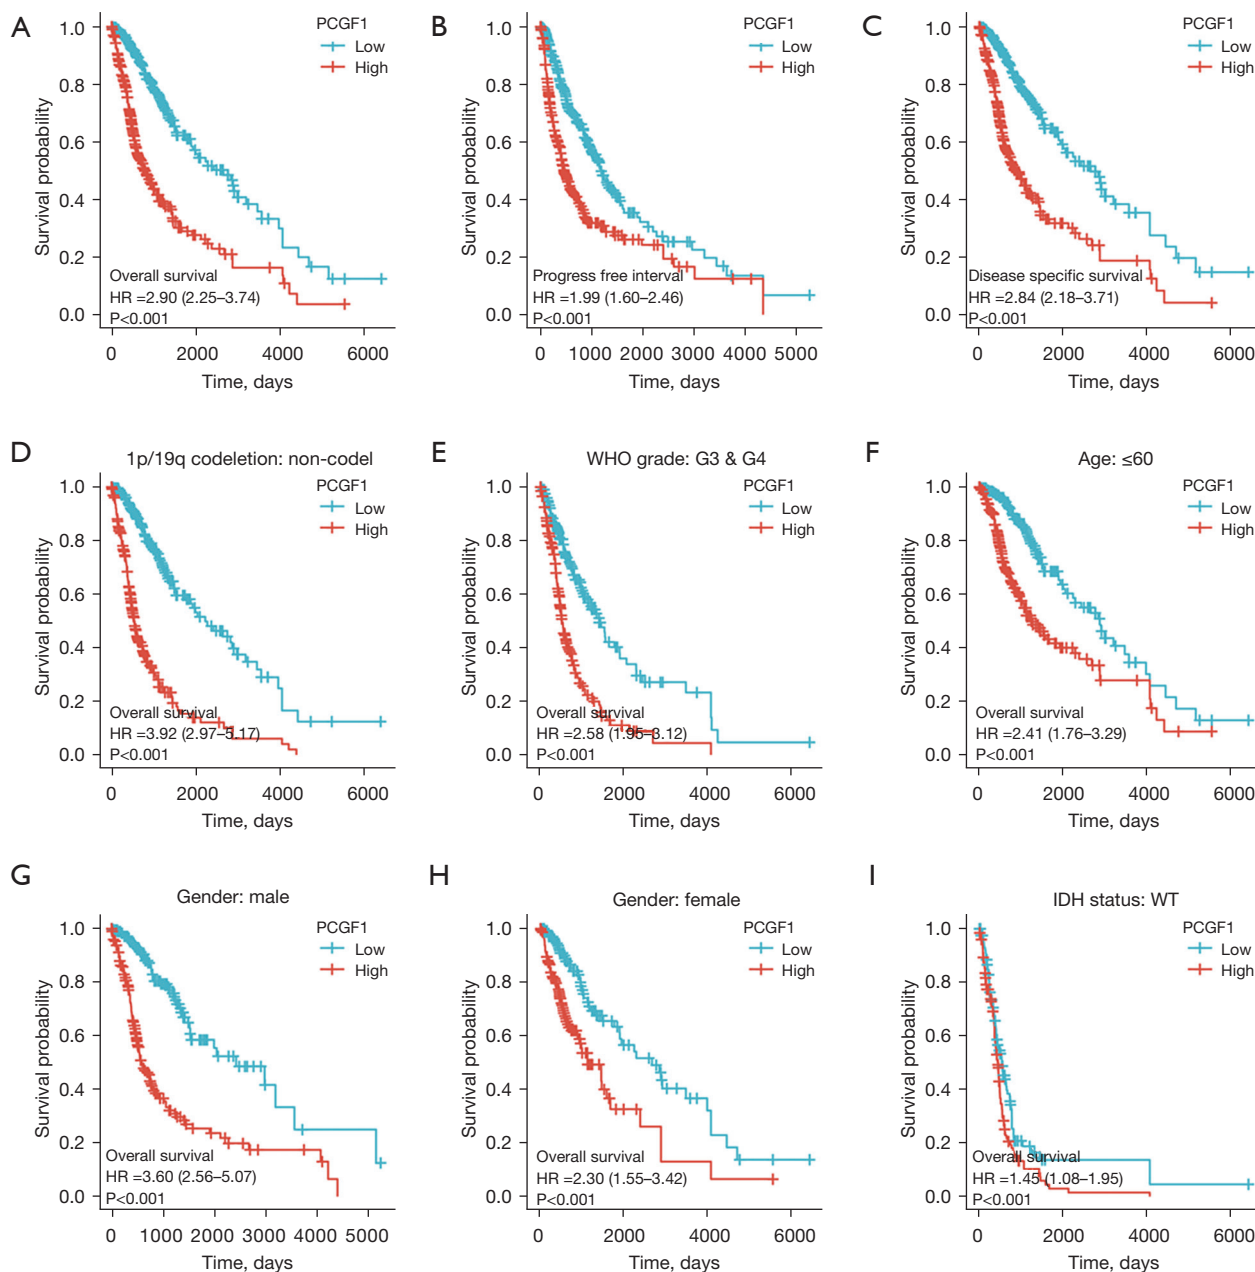 A
PCGF1
Low
High
1.0
0.8
0.6
0.4
0.2
0.0
Survival probability
Overall survival
HR =2.90 (2.25–3.74)
P<0.001
0 2000 4000 6000
Time, days
B
PCGF1
Low
High
1.0
0.8
0.6
0.4
0.2
0.0
Survival probability
Progress free interval
HR =1.99 (1.60–2.46)
P<0.001
0 1000 2000 3000 4000 5000
Time, days
C
PCGF1
Low
High
1.0
0.8
0.6
0.4
0.2
0.0
Survival probability
Disease specific survival
HR =2.84 (2.18–3.71)
P<0.001
0 2000 4000 6000
Time, days
D
1p/19q codeletion: non-codel
PCGF1
Low
High
1.0
0.8
0.6
0.4
0.2
0.0
Survival probability
Overall survival
HR =3.92 (2.97–5.17)
P<0.001
0 2000 4000 6000
Time, days
E
WHO grade: G3 & G4
PCGF1
Low
High
1.0
0.8
0.6
0.4
0.2
0.0
Survival probability
Overall survival
HR =2.58 (1.95–3.12)
P<0.001
0 2000 4000 6000
Time, days
F
Age: ≤60
PCGF1
Low
High
1.0
0.8
0.6
0.4
0.2
0.0
Survival probability
Overall survival
HR =2.41 (1.76–3.29)
P<0.001
0 2000 4000 6000
Time, days
G
Gender: male
PCGF1
Low
High
1.0
0.8
0.6
0.4
0.2
0.0
Survival probability
Overall survival
HR =3.60 (2.56–5.07)
P<0.001
0 1000 2000 3000 4000 5000
Time, days
H
Gender: female
PCGF1
Low
High
1.0
0.8
0.6
0.4
0.2
0.0
Survival probability
Overall survival
HR =2.30 (1.55–3.42)
P<0.001
0 2000 4000 6000
Time, days
I
IDH status: WT
PCGF1
Low
High
1.0
0.8
0.6
0.4
0.2
0.0
Survival probability
Overall survival
HR =1.45 (1.08–1.95)
P<0.001
0 2000 4000 6000
Time, days